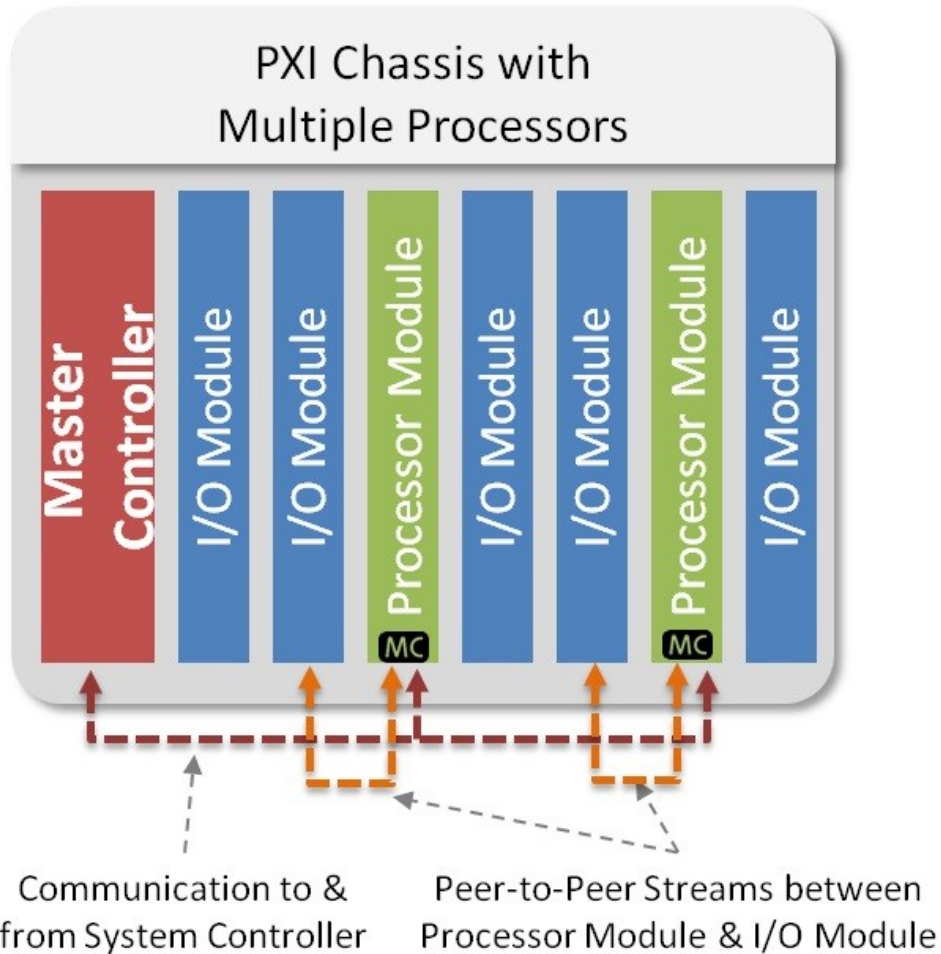 PXI Chassis with
Multiple Processors
Master
Controller
I/O Module
I/O Module
Processor Module
MC
I/O Module
I/O Module
Processor Module
MC
I/O Module
Communication to &
from System Controller
Peer-to-Peer Streams between
Processor Module & I/O Module